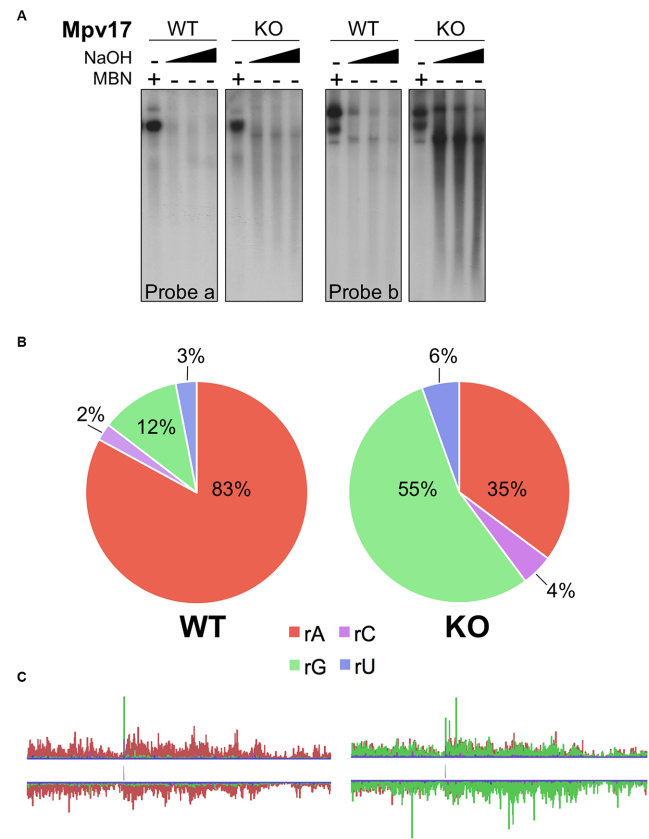 A
Mpv17 WT KO WT KO
NaOH - - - -
MBN + - - - + - - - + - - - + - - -
Probe a Probe b
B
3% 6%
2% 12% 83% 55% 35% 4%
WT KO
rA rC
rG rU
C